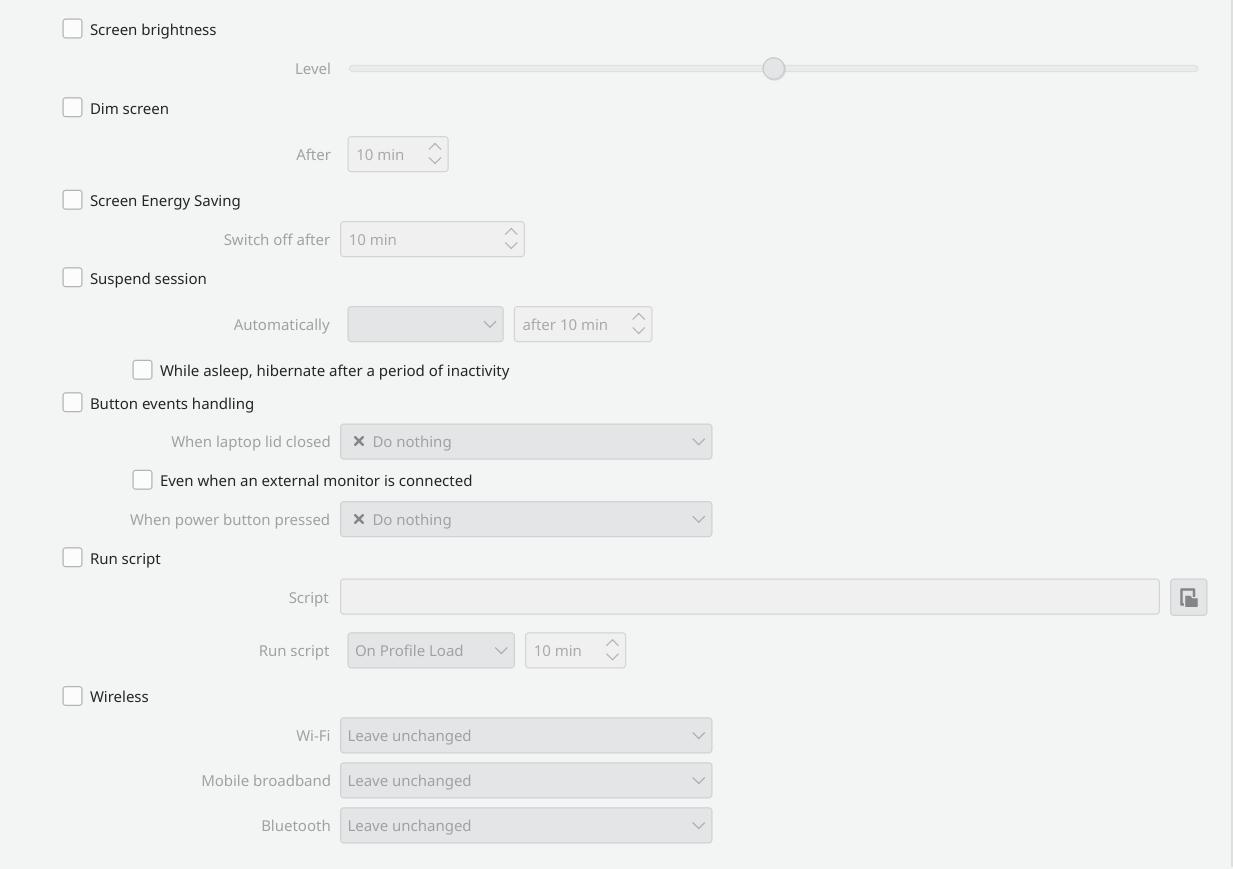 Screen brightness
Level
Dim screen
After 10 min
Screen Energy Saving
Switch off after 10 min
Suspend session
Automatically after 10 min
While asleep, hibernate after a period of inactivity
Button events handling
When laptop lid closed Do nothing
Even when an external monitor is connected
When power button pressed Do nothing
Run script
Script
Run script On Profile Load 10 min
Wireless
Wi-Fi Leave unchanged
Mobile broadband Leave unchanged
Bluetooth Leave unchanged